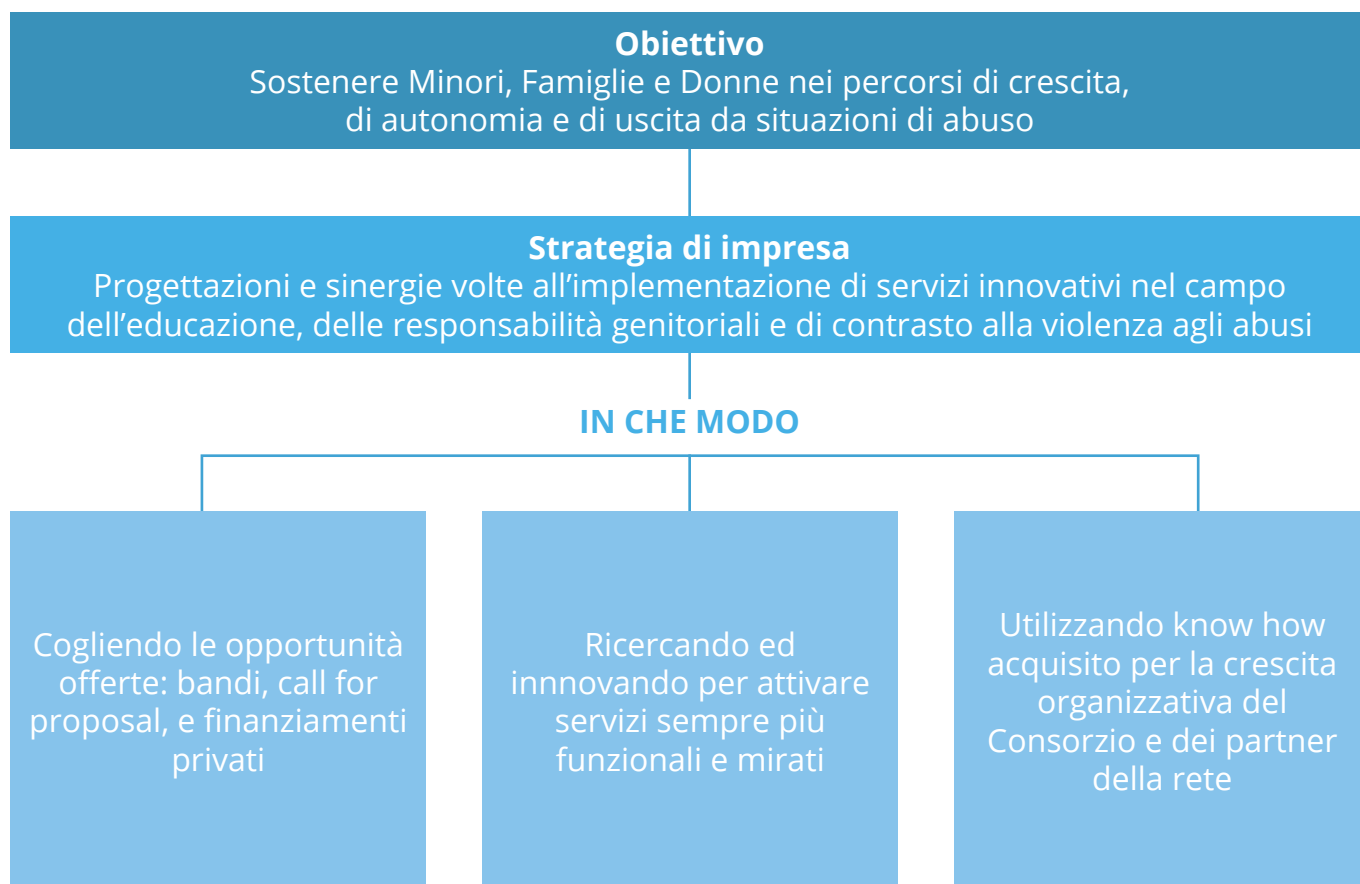 Obiettivo
Sostenere Minori, Famiglie e Donne nei percorsi di crescita,
di autonomia e di uscita da situazioni di abuso
Strategia di impresa
Progettazioni e sinergie volte all’implementazione di servizi innovativi nel campo
dell’educazione, delle responsabilità genitoriali e di contrasto alla violenza agli abusi
IN CHE MODO
Cogliendo le opportunità
offerte: bandi, call for
proposal, e finanziamenti
privati
Ricercando ed
innnovando per attivare
servizi sempre più
funzionali e mirati
Utilizzando know how
acquisito per la crescita
organizzativa del
Consorzio e dei partner
della rete